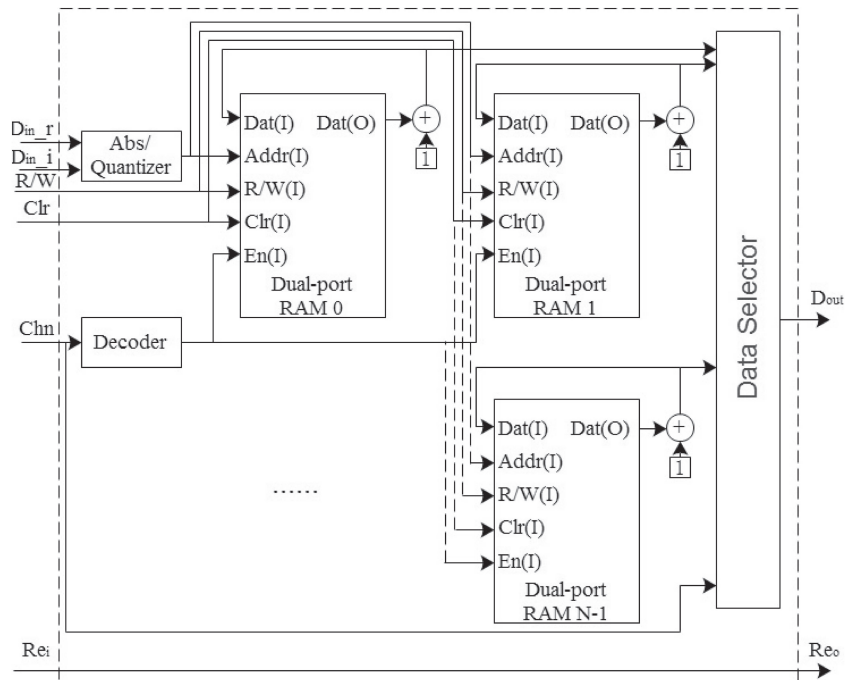 Din_r
Din_i
R/W
Clr
Abs/
Quantizer
Dat(I) Dat(O)
Addr(I)
R/W(I)
Clr(I)
En(I)
Dual-port
RAM 0
+
1
Dat(I) Dat(O)
Addr(I)
R/W(I)
Clr(I)
En(I)
Dual-port
RAM 1
+
1
Data Selector
Dout
Chn
Decoder
Dat(I) Dat(O)
Addr(I)
R/W(I)
Clr(I)
En(I)
Dual-port
RAM N-1
+
1
......
Rei
Reo